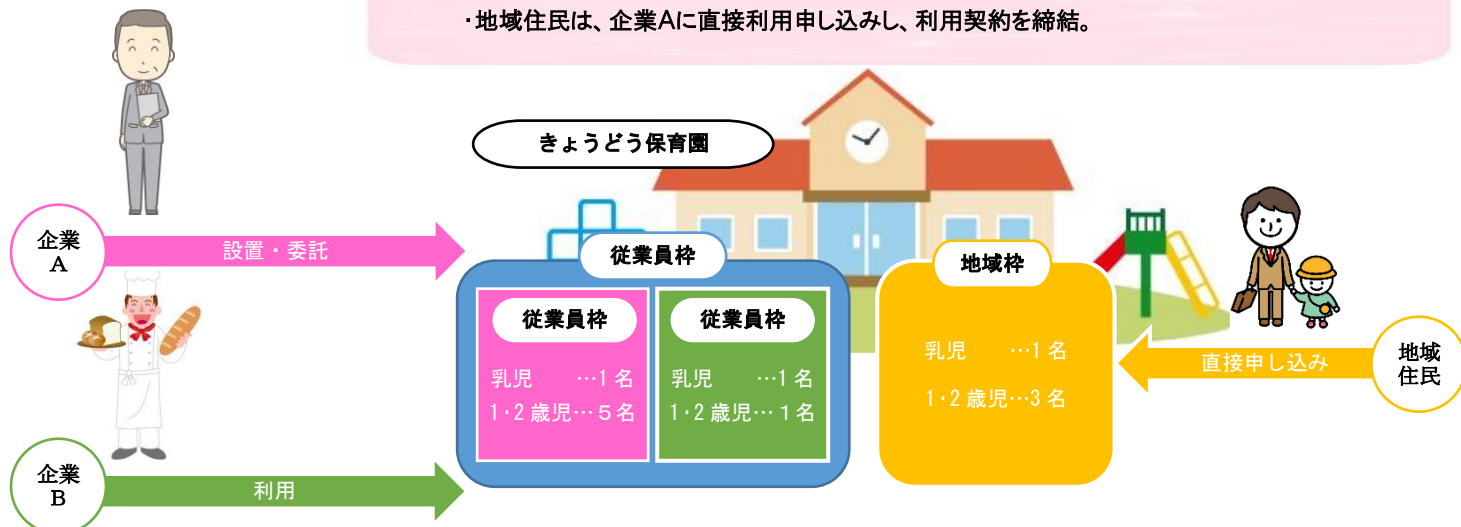 ・地域住民は、企業Aに直接利用申し込みし、利用契約を締結。
きょうどう保育園
企業
A
設置・委託
従業員枠
従業員枠
乳児　　…1名
1・2歳児…５名
従業員枠
乳児　　…1名
1・2歳児…１名
地域枠
乳児　　…1名
1・2歳児…3名
直接申し込み
地域
住民
企業
B
利用